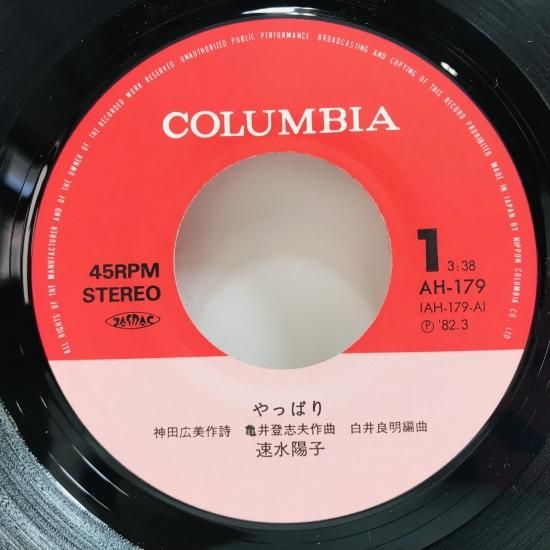 ALL RIGHTS OF THE MANUFACTURER AND OF THE OWNER OF THE RECORDED WORK RESERVED. UNAUTHORIZED PUBLIC PERFORMANCE. BROADCASTING AND COPYING OF THIS RECORD PROHIBITED. MADE IN JAPAN BY NIPPON COLUMBIA CO., LTD.
COLUMBIA
45RPM
STEREO
JASRAC
1 3:38
AH-179
(AH-179-A)
Ⓟ '82.3
やっぱり
神田広美作詩 亀井登志夫作曲 白井良明編曲
速水陽子